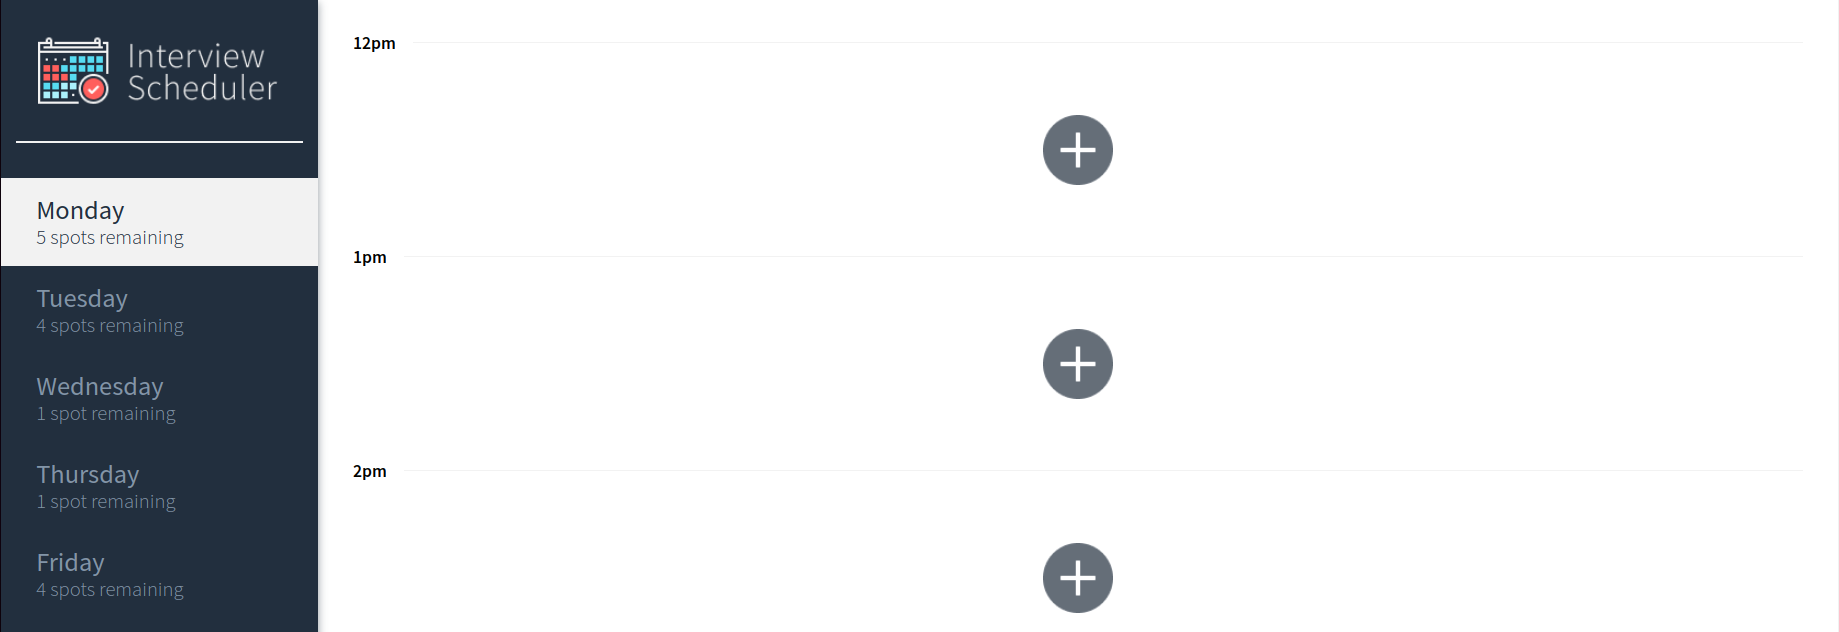 Interview
Scheduler
Monday
5 spots remaining
Tuesday
4 spots remaining
Wednesday
1 spot remaining
Thursday
1 spot remaining
Friday
4 spots remaining
12pm
1pm
2pm